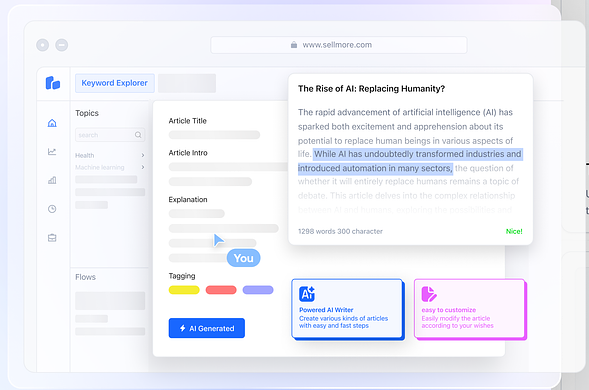 www.sellmore.com
Keyword Explorer
Topics
search
Health
Machine learning
Flows
Article Title
Article Intro
Explanation
You
Tagging
AI Generated
The Rise of AI: Replacing Humanity?
The rapid advancement of artificial intelligence (AI) has
sparked both excitement and apprehension about its
potential to replace human beings in various aspects of
life. While AI has undoubtedly transformed industries and
introduced automation in many sectors, the question of
whether it will entirely replace humans remains a topic of
debate. This article delves into the complex relationship
1298 words 300 character
Nice!
Ai
Powered AI Writer
Create various kinds of articles
with easy and fast steps
easy to customize
Easily modify the article
according to your wishes